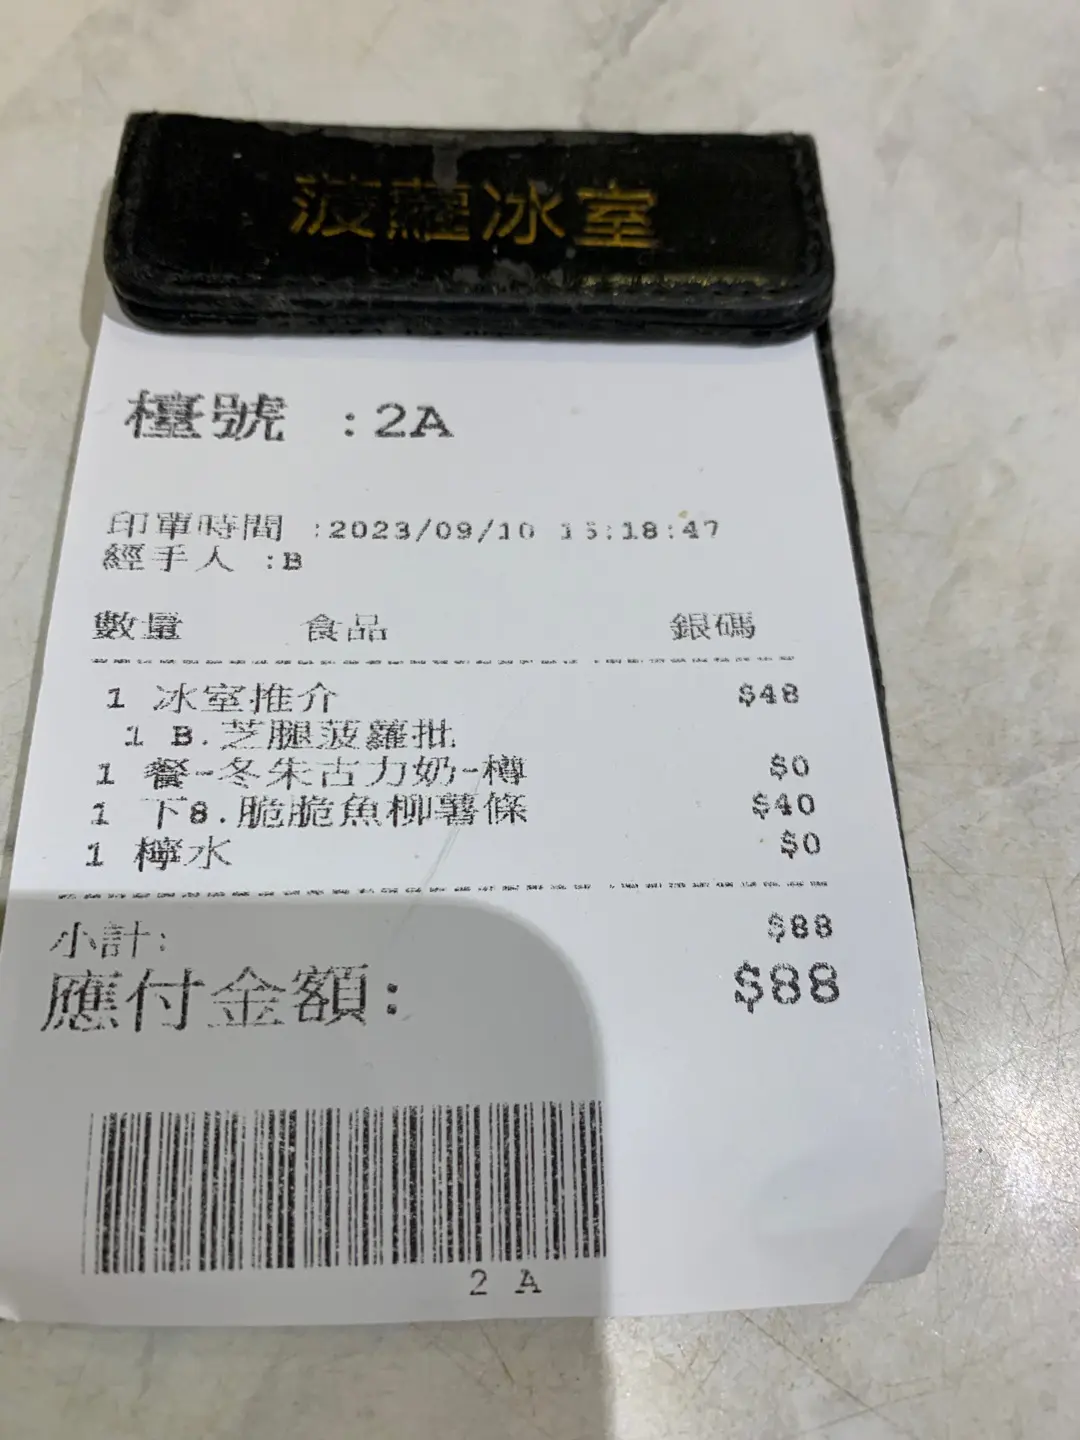 菠蘿冰室
檯號 :2A
印單時間 :2023/09/10 15:18:47
經手人 :B
數量 食品 銀碼
1 冰室推介 $48
1 B.芝腿菠蘿批
1 餐-冬朱古力奶-樽 $0
1 下8.脆脆魚柳薯條 $40
1 檸水 $0
小計: $88
應付金額: $88
2 A